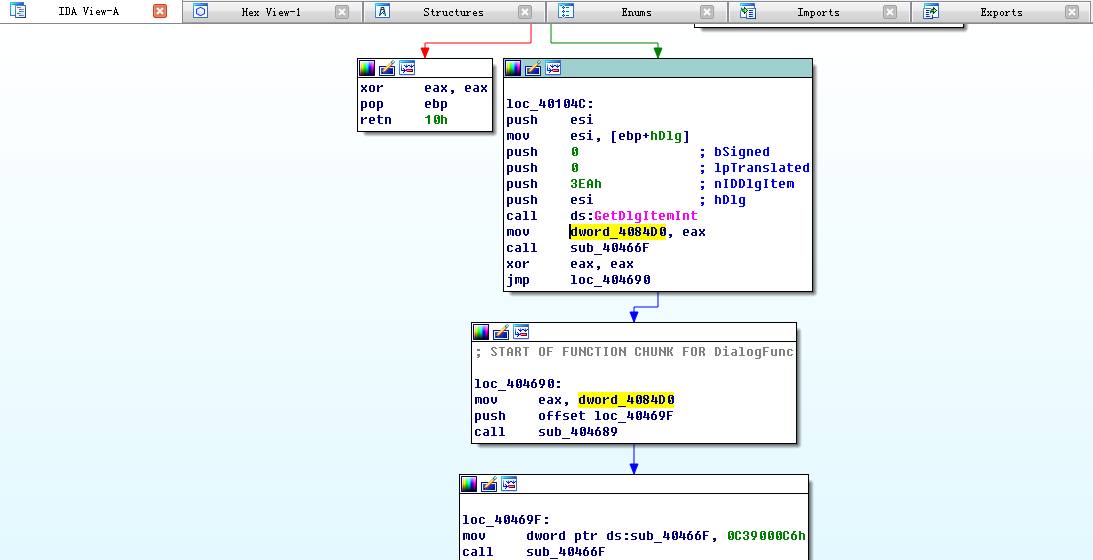 IDA View-A Hex View-1 Structures Enums Imports Exports
xor eax, eax
pop ebp
retn 10h
loc_40104C:
push esi
mov esi, [ebp+hDlg]
push 0 ; bSigned
push 0 ; lpTranslated
push 3EAh ; nIDDlgItem
push esi ; hDlg
call ds:GetDlgItemInt
mov dword_4084D0, eax
call sub_40466F
xor eax, eax
jmp loc_404690
; START OF FUNCTION CHUNK FOR DialogFunc
loc_404690:
mov eax, dword_4084D0
push offset loc_40469F
call sub_404689
loc_40469F:
mov dword ptr ds:sub_40466F, 0C39000C6h
call sub_40466F